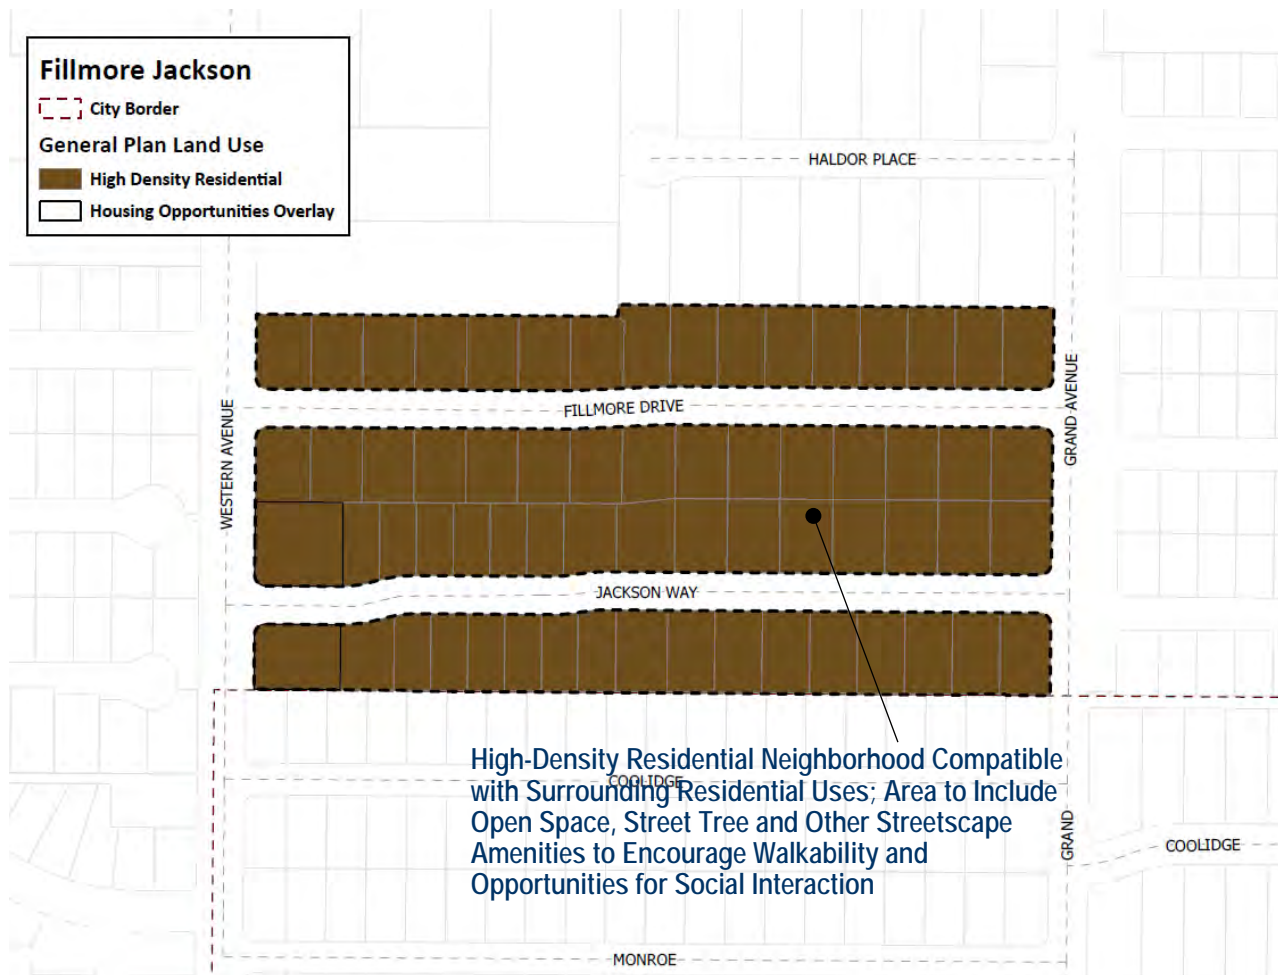 Fillmore Jackson
City Border
General Plan Land Use
High Density Residential
Housing Opportunities Overlay
HALDOR PLACE
WESTERN AVENUE
FILLMORE DRIVE
GRAND AVENUE
JACKSON WAY
High-Density Residential Neighborhood Compatible
with Surrounding Residential Uses; Area to Include
Open Space, Street Tree and Other Streetscape
Amenities to Encourage Walkability and
Opportunities for Social Interaction
COOLIDGE
GRAND
COOLIDGE
MONROE